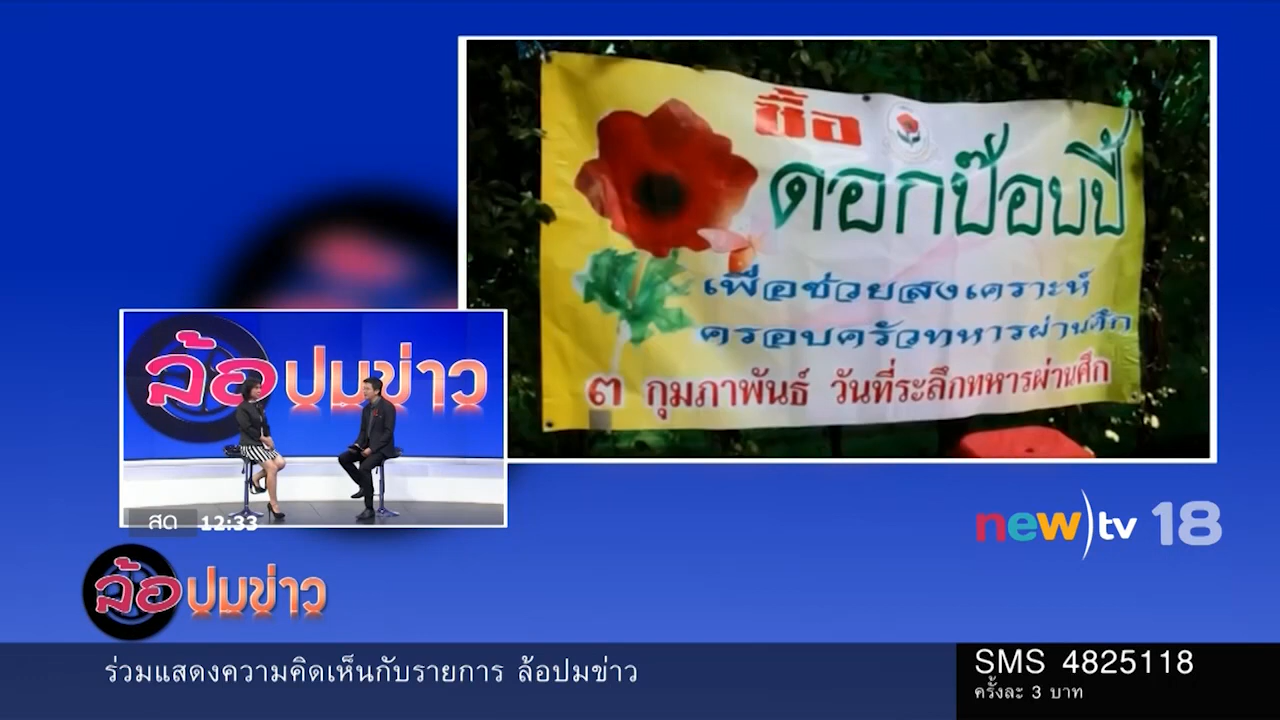 ซื้อ
ดอกป๊อบปี้
เพื่อช่วยสงเคราะห์
ครอบครัวทหารผ่านศึก
๓ กุมภาพันธ์ วันที่ระลึกทหารผ่านศึก
ล้อปมข่าว
สด 12:33
new)tv 18
ล้อปมข่าว
ร่วมแสดงความคิดเห็นกับรายการ ล้อปมข่าว
SMS 4825118
ครั้งละ 3 บาท